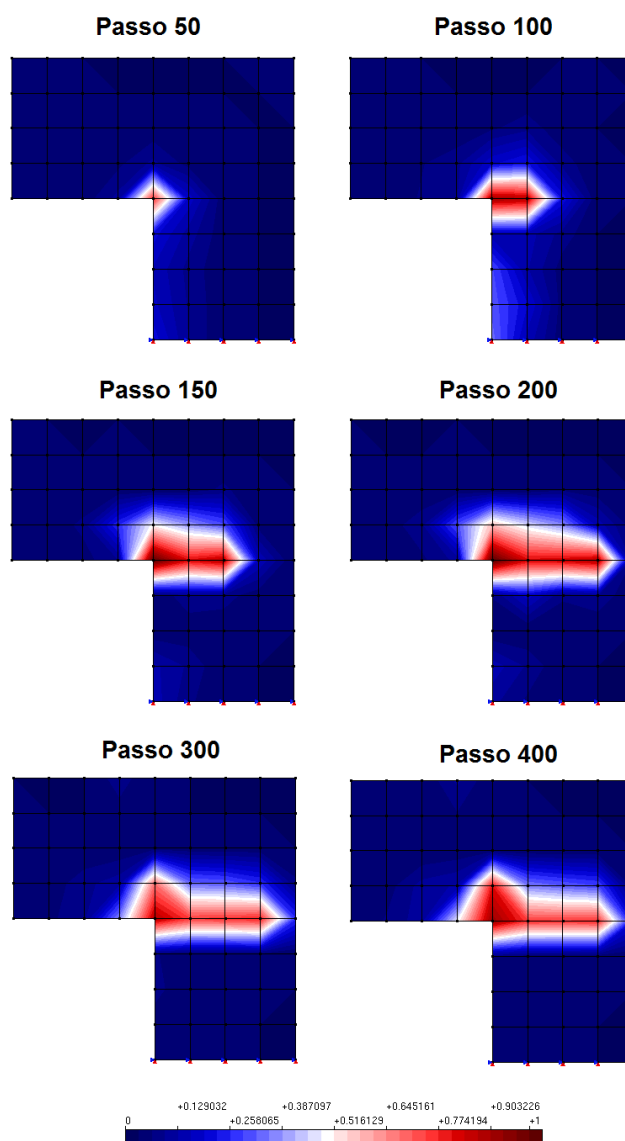 Passo 50
Passo 100
Passo 150
Passo 200
Passo 300
Passo 400
+0.129032 +0.387097 +0.645161 +0.903226
0 +0.258065 +0.516129 +0.774194 +1